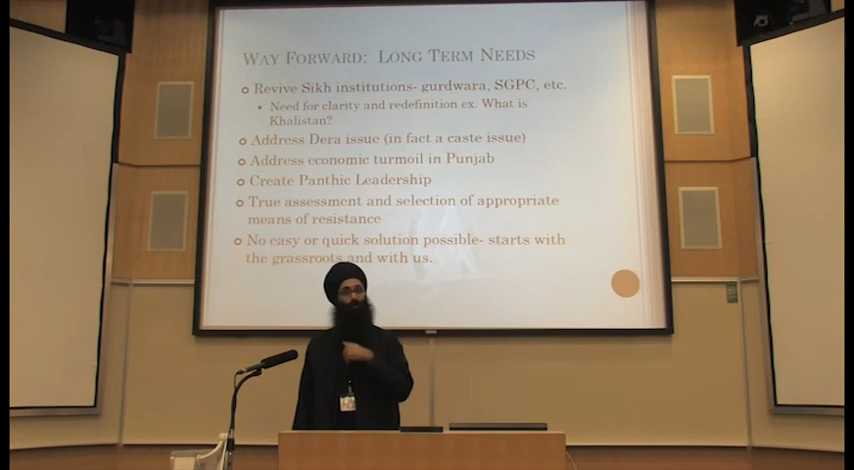 WAY FORWARD: LONG TERM NEEDS
Revive Sikh institutions- gurdwara, SGPC, etc.
Need for clarity and redefinition ex. What is
Khalistan?
Address Dera issue (in fact a caste issue)
Address economic turmoil in Punjab
Create Panthic Leadership
True assessment and selection of appropriate
means of resistance
No easy or quick solution possible- starts with
the grassroots and with us.